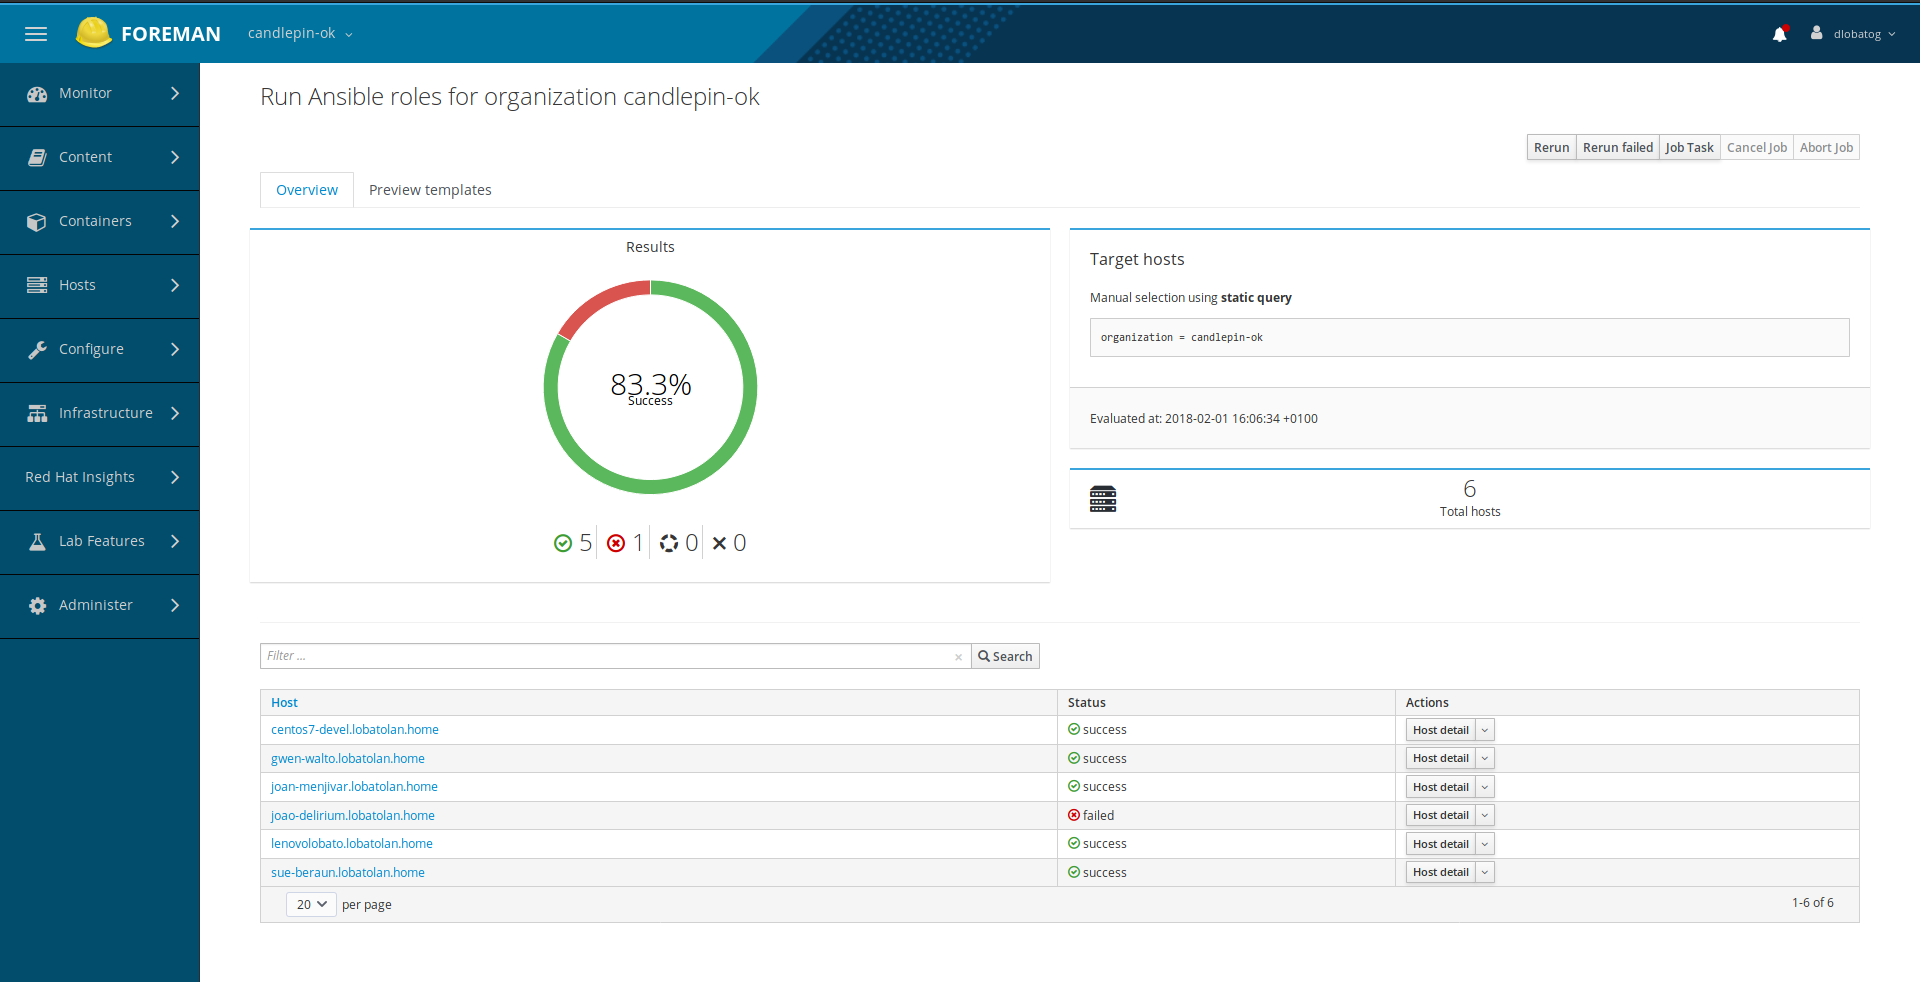 FOREMAN candlepin-ok dlobatog
Monitor
Content
Containers
Hosts
Configure
Infrastructure
Red Hat Insights
Lab Features
Administer
Run Ansible roles for organization candlepin-ok
Rerun Rerun failed Job Task Cancel Job Abort Job
Overview Preview templates
Results
83.3%
Success
5 1 0 0
Target hosts
Manual selection using static query
organization = candlepin-ok
Evaluated at: 2018-02-01 16:06:34 +0100
6
Total hosts
Filter ... × Search
Host Status Actions
centos7-devel.lobatolan.home success Host detail
gwen-walto.lobatolan.home success Host detail
joan-menjivar.lobatolan.home success Host detail
joao-delirium.lobatolan.home failed Host detail
lenovolobato.lobatolan.home success Host detail
sue-beraun.lobatolan.home success Host detail
20 per page 1-6 of 6